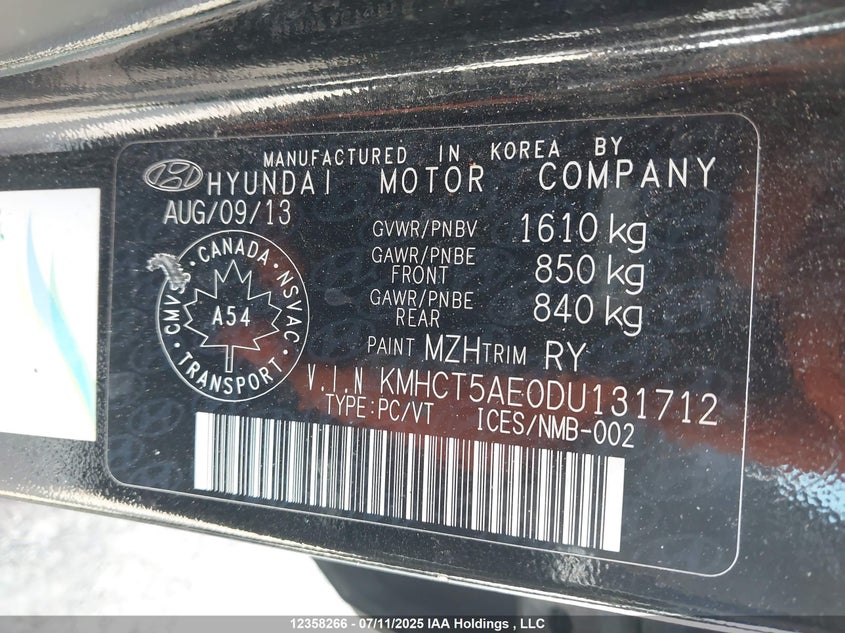 MANUFACTURED IN KOREA BY
HYUNDAI MOTOR COMPANY
AUG/09/13
GVWR/PNBV 1610 kg
GAWR/PNBE FRONT 850 kg
GAWR/PNBE REAR 840 kg
CANADA · NSVAC · TRANSPORT ·
A54
PAINT MZH TRIM RY
V.I.N KMHCT5AE0DU131712
TYPE:PC/VT ICES/NMB-002
12358266 - 07/11/2025 IAA Holdings , LLC